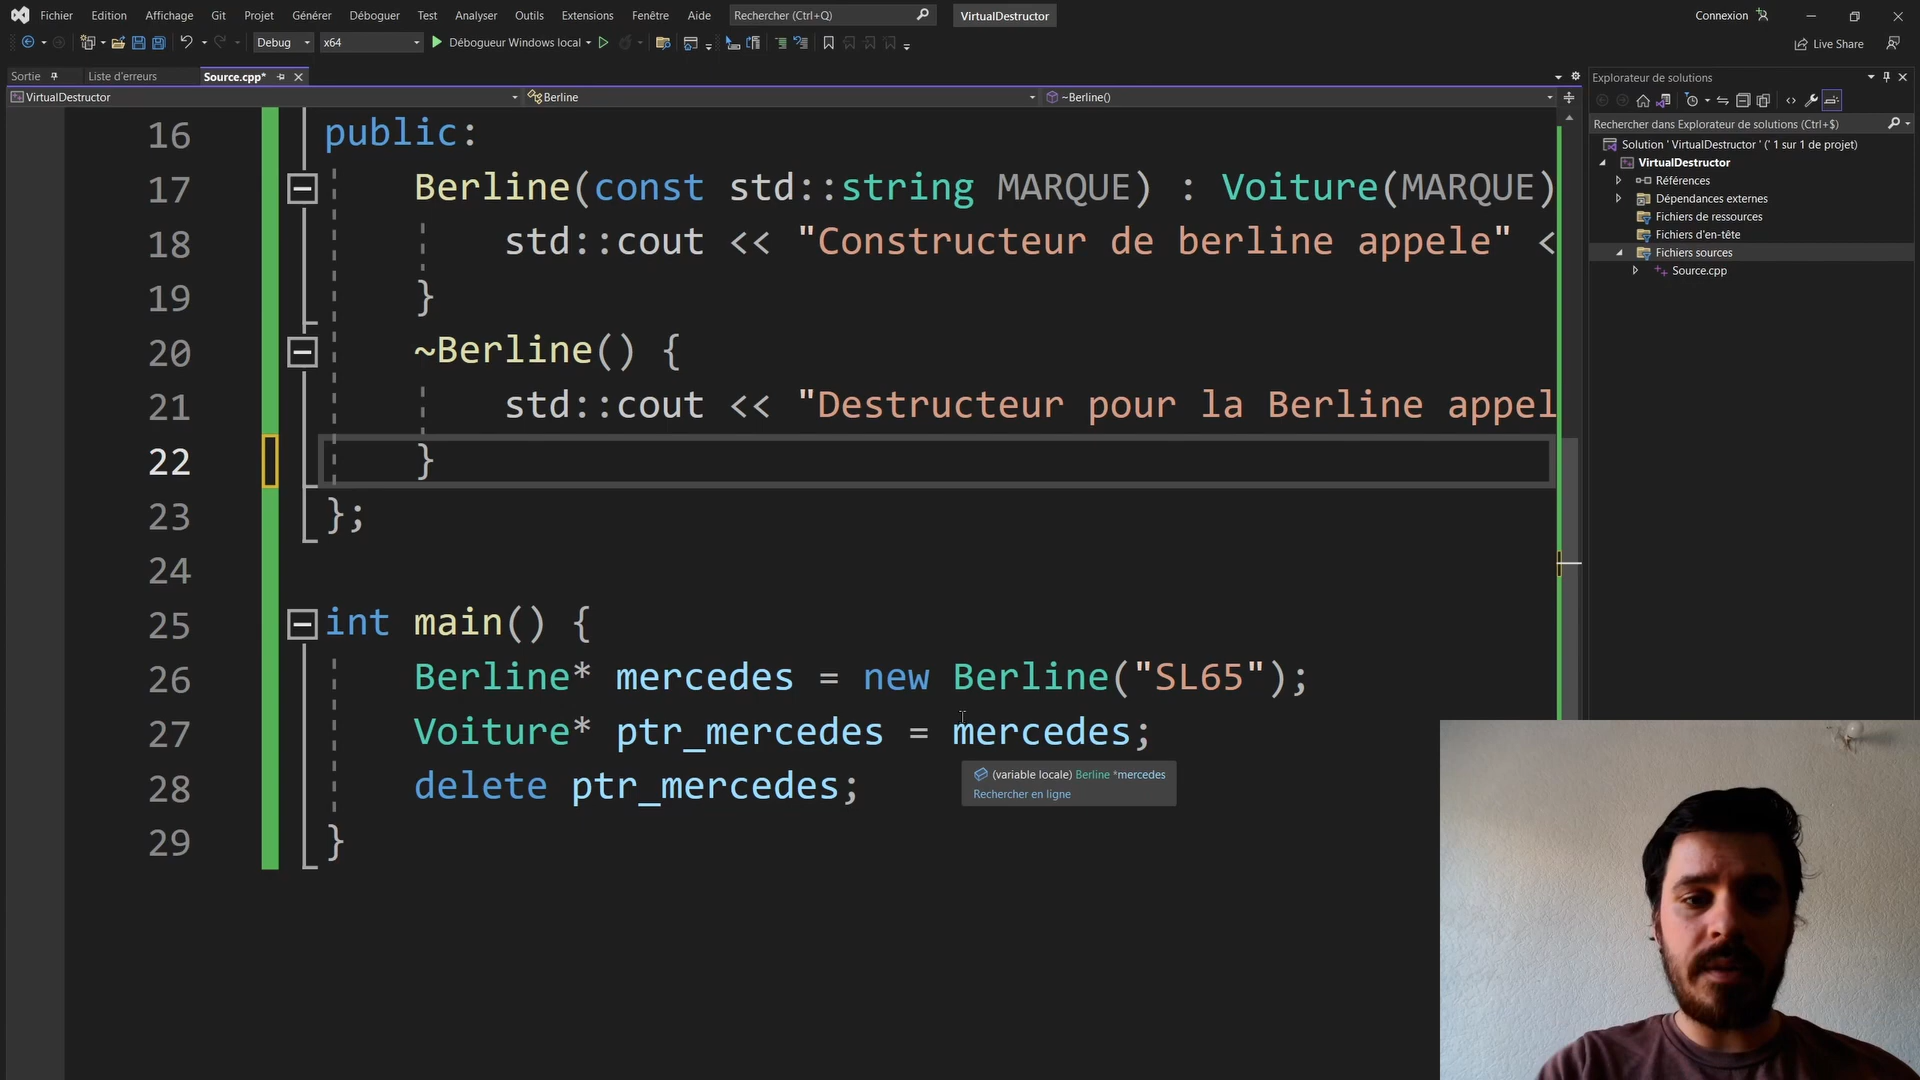 Fichier Edition Affichage Git Projet Générer Déboguer Test Analyser Outils Extensions Fenêtre Aide Rechercher (Ctrl+Q) VirtualDestructor Connexion
Debug x64 Débogueur Windows local Live Share
Sortie Liste d'erreurs Source.cpp*
VirtualDestructor Berline ~Berline()
16 public:
17 Berline(const std::string MARQUE) : Voiture(MARQUE)
18 std::cout << "Constructeur de berline appele" <
19 }
20 ~Berline() {
21 std::cout << "Destructeur pour la Berline appel
22 }
23 };
24
25 int main() {
26 Berline* mercedes = new Berline("SL65");
27 Voiture* ptr_mercedes = mercedes;
28 delete ptr_mercedes;
29 }
(variable locale) Berline *mercedes
Rechercher en ligne
Explorateur de solutions
Rechercher dans Explorateur de solutions (Ctrl+$)
Solution ' VirtualDestructor ' (' 1 sur 1 de projet)
VirtualDestructor
Références
Dépendances externes
Fichiers de ressources
Fichiers d'en-tête
Fichiers sources
Source.cpp